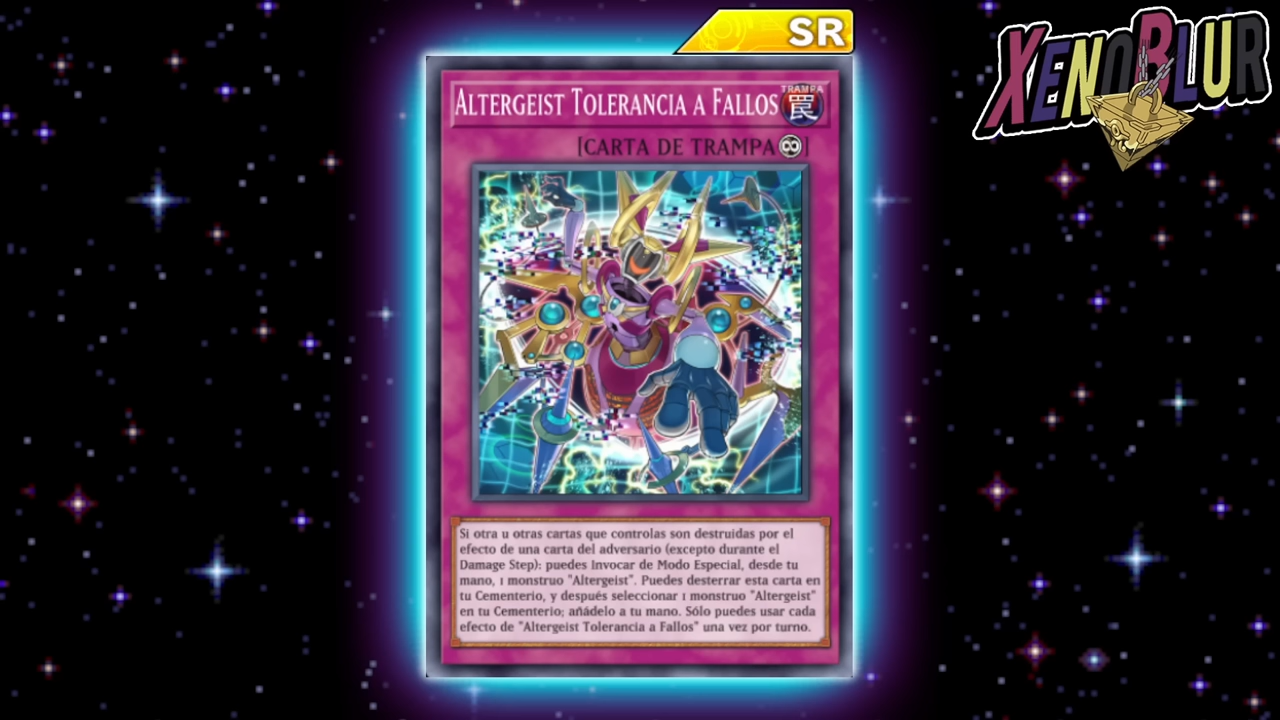 SR
XENOBLUR
ALTERGEIST TOLERANCIA A FALLOS
TRAMPA
罠
[CARTA DE TRAMPA ∞]
Si otra u otras cartas que controlas son destruidas por el
efecto de una carta del adversario (excepto durante el
Damage Step): puedes Invocar de Modo Especial, desde tu
mano, 1 monstruo "Altergeist". Puedes desterrar esta carta en
tu Cementerio, y después seleccionar 1 monstruo "Altergeist"
en tu Cementerio; añádelo a tu mano. Sólo puedes usar cada
efecto de "Altergeist Tolerancia a Fallos" una vez por turno.